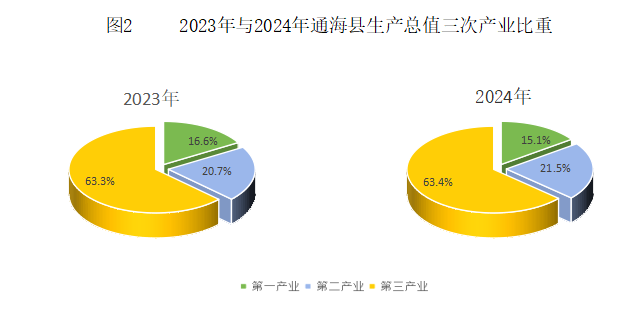 图2 2023年与2024年通海县生产总值三次产业比重
2023年
2024年
16.6%
20.7%
63.3%
15.1%
21.5%
63.4%
第一产业 第二产业 第三产业